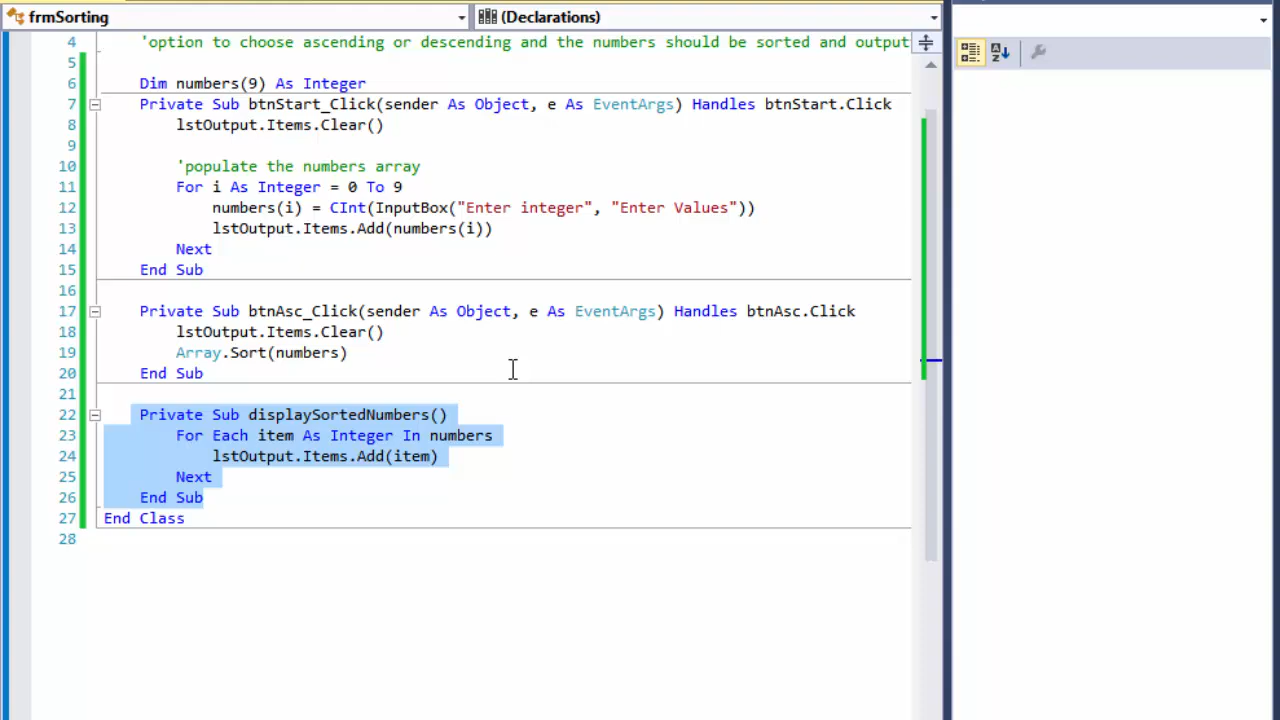 frmSorting (Declarations)
4 'option to choose ascending or descending and the numbers should be sorted and output
5
6 Dim numbers(9) As Integer
7 Private Sub btnStart_Click(sender As Object, e As EventArgs) Handles btnStart.Click
8 lstOutput.Items.Clear()
9
10 'populate the numbers array
11 For i As Integer = 0 To 9
12 numbers(i) = CInt(InputBox("Enter integer", "Enter Values"))
13 lstOutput.Items.Add(numbers(i))
14 Next
15 End Sub
16
17 Private Sub btnAsc_Click(sender As Object, e As EventArgs) Handles btnAsc.Click
18 lstOutput.Items.Clear()
19 Array.Sort(numbers)
20 End Sub
21
22 Private Sub displaySortedNumbers()
23 For Each item As Integer In numbers
24 lstOutput.Items.Add(item)
25 Next
26 End Sub
27 End Class
28